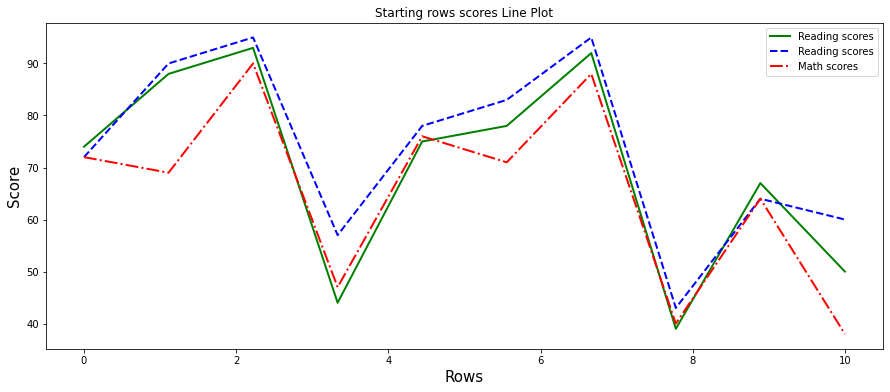 Starting rows scores Line Plot
Reading scores
Reading scores
Math scores
90
80
70
60
50
40
Score
0 2 4 6 8 10
Rows